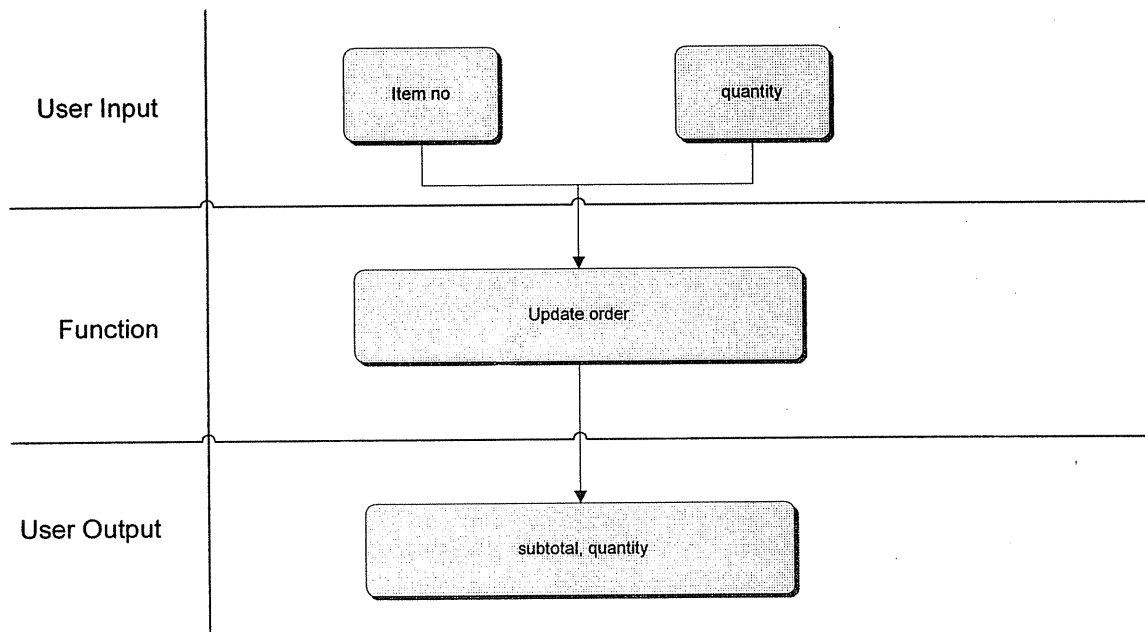 User Input
Item no
quantity
Function
Update order
User Output
subtotal, quantity